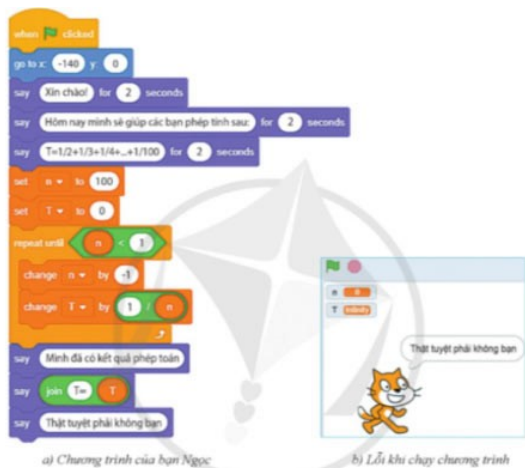 when clicked
go to x: -140 y: 0
say Xin chào! for 2 seconds
say Hôm nay mình sẽ giúp các bạn phép tính sau: for 2 seconds
say T=1/2+1/3+1/4+...+1/100 for 2 seconds
set n to 100
set T to 0
repeat until n < 1
change n by -1
change T by 1 / n
say Mình đã có kết quả phép toán
say join T= T
say Thật tuyệt phải không bạn
n 0
T Infinity
Thật tuyệt phải không bạn
a) Chương trình của bạn Ngọc
b) Lỗi khi chạy chương trình